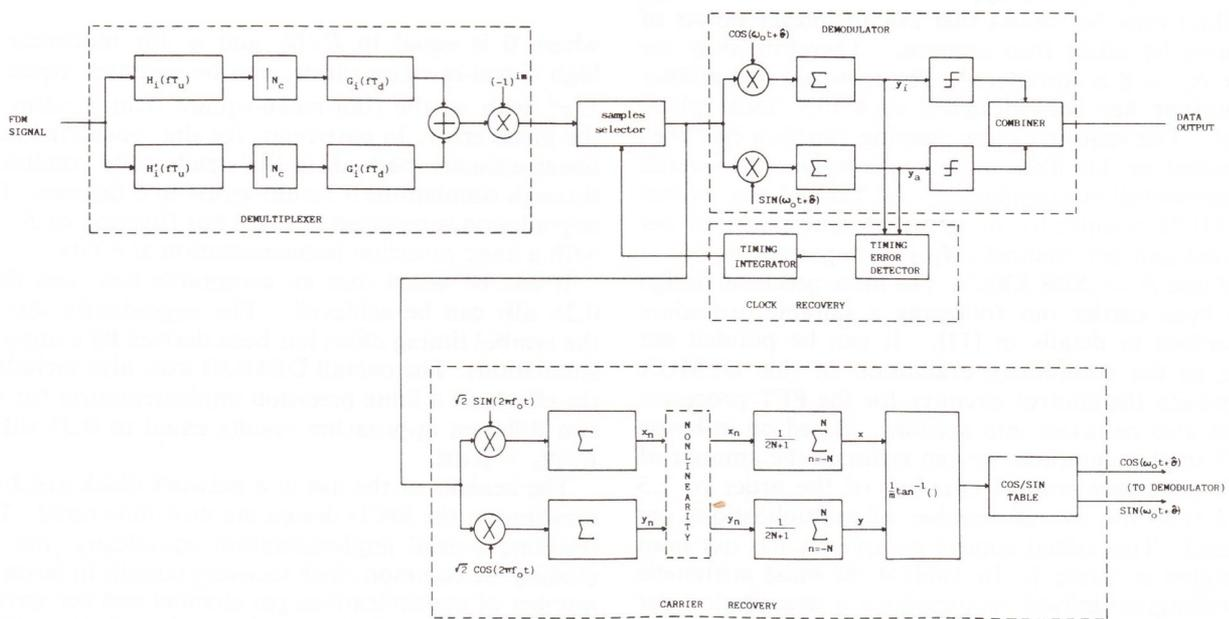 FDM
SIGNAL
H_i(fT_u)
N_c
G_i(fT_d)
(-1)^{im}
H'_i(fT_u)
N_c
G'_i(fT_d)
DEMULTIPLEXER
samples
selector
DEMODULATOR
COS(ω_o t+θ̂)
Σ
y_i
COMBINER
DATA
OUTPUT
Σ
y_a
SIN(ω_o t+θ̂)
TIMING
INTEGRATOR
TIMING
ERROR
DETECTOR
CLOCK RECOVERY
√2 SIN(2πf_o t)
Σ
x_n
NONLINEARITY
x_n
1/(2N+1) Σ_{n=-N}^{N}
x
1/m tan^{-1}()
COS/SIN
TABLE
COS(ω_o t+θ̂)
(TO DEMODULATOR)
SIN(ω_o t+θ̂)
Σ
y_n
y_n
1/(2N+1) Σ_{n=-N}^{N}
y
√2 COS(2πf_o t)
CARRIER RECOVERY